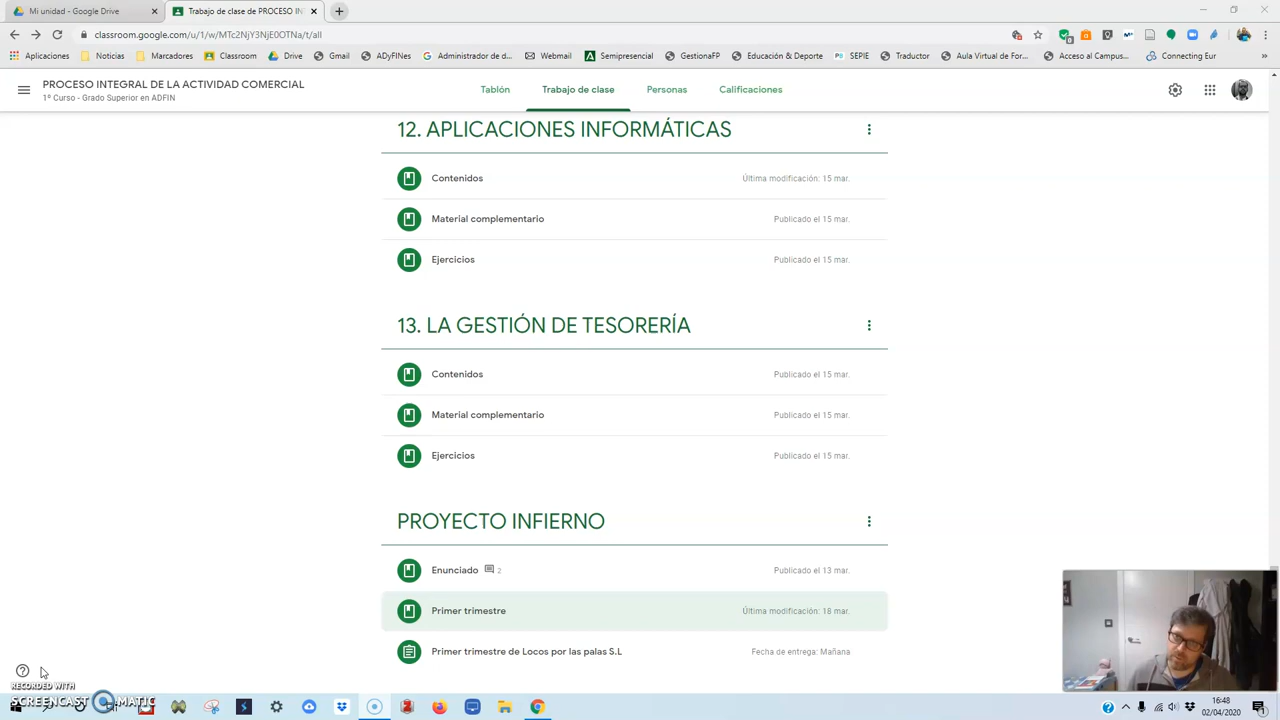 Mi unidad - Google Drive
Trabajo de clase de PROCESO IN
classroom.google.com/u/1/w/MTc2NjY3NjE0OTNa/t/all
Aplicaciones
Noticias
Marcadores
Classroom
Drive
Gmail
ADyFINes
Administrador de d...
Webmail
Semipresencial
GestionaFP
Educación & Deporte
SEPIE
Traductor
Aula Virtual de For...
Acceso al Campus...
Connecting Eur
»
PROCESO INTEGRAL DE LA ACTIVIDAD COMERCIAL
1º Curso - Grado Superior en ADFIN
Tablón
Trabajo de clase
Personas
Calificaciones
12. APLICACIONES INFORMÁTICAS
Contenidos
Última modificación: 15 mar.
Material complementario
Publicado el 15 mar.
Ejercicios
Publicado el 15 mar.
13. LA GESTIÓN DE TESORERÍA
Contenidos
Publicado el 15 mar.
Material complementario
Publicado el 15 mar.
Ejercicios
Publicado el 15 mar.
PROYECTO INFIERNO
Enunciado 2
Publicado el 13 mar.
Primer trimestre
Última modificación: 18 mar.
Primer trimestre de Locos por las palas S.L
Fecha de entrega: Mañana
RECORDED WITH
SCREENCAST MATIC
16:48
02/04/2020